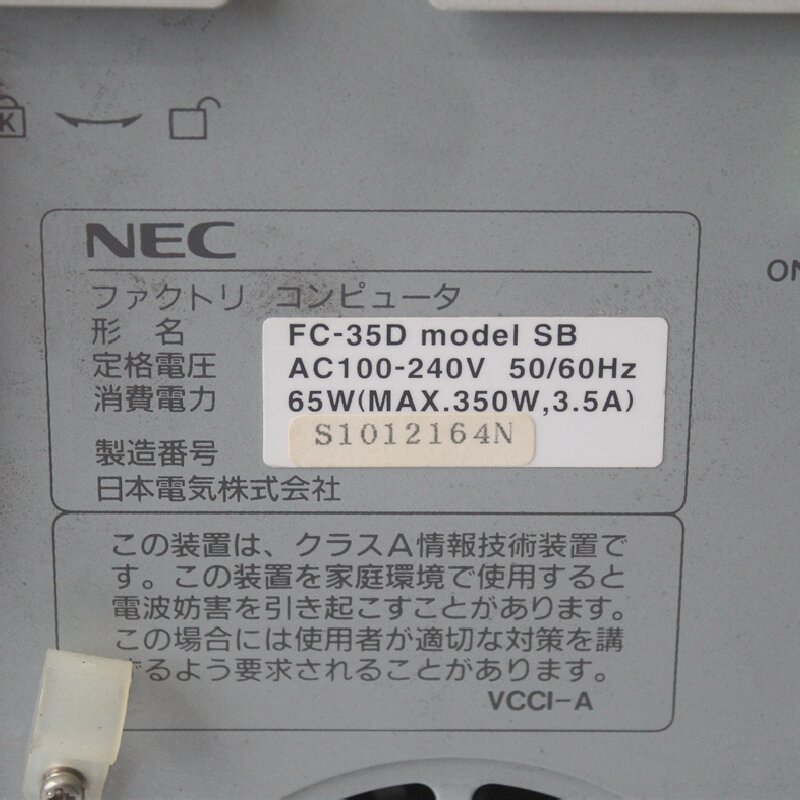 K
ON
NEC
ファクトリ コンピュータ
形 名 FC-35D model SB
定格電圧 AC100-240V 50/60Hz
消費電力 65W(MAX.350W,3.5A)
S1012164N
製造番号
日本電気株式会社
この装置は、クラスA情報技術装置で
す。この装置を家庭環境で使用すると
電波妨害を引き起こすことがあります。
この場合には使用者が適切な対策を講
ずるよう要求されることがあります。
VCCI-A